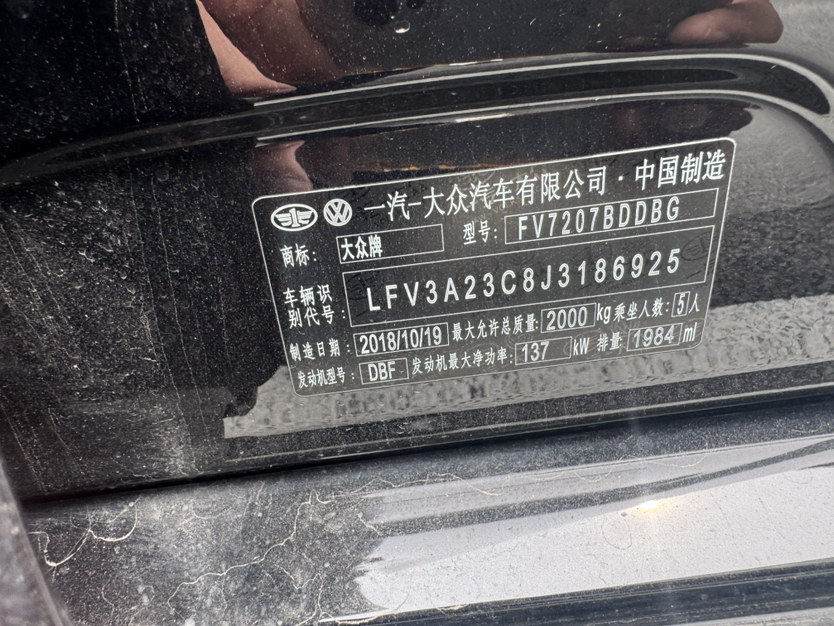 一汽-大众汽车有限公司·中国制造
商标: 大众牌 型号: FV7207BDDBG
车辆识别代号: LFV3A23C8J3186925
制造日期: 2018/10/19 最大允许总质量: 2000 kg 乘坐人数: 5 人
发动机型号: DBF 发动机最大净功率: 137 kW 排量: 1984 ml